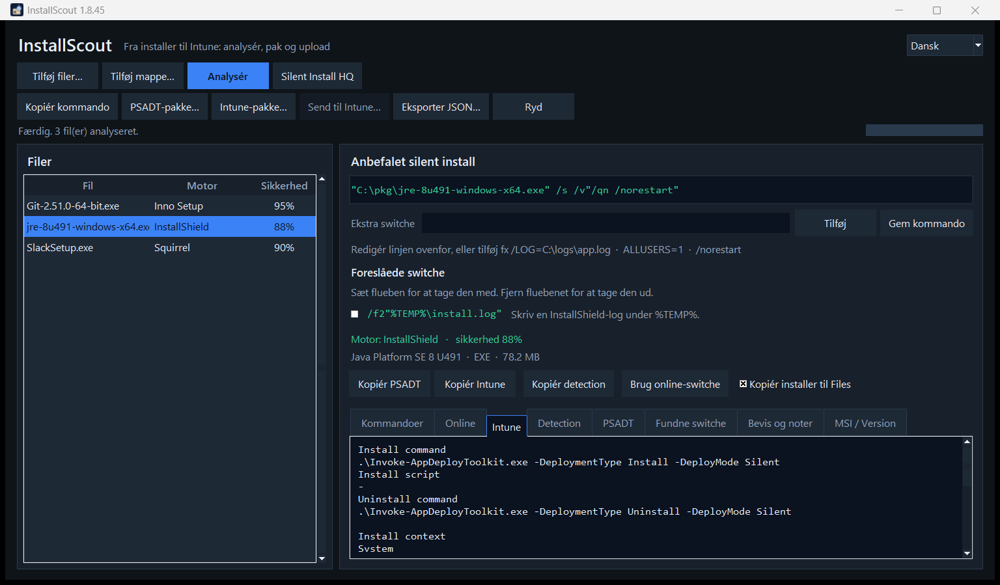 InstallScout 1.8.45
InstallScout Fra installer til Intune: analysér, pak og upload
Dansk
Tilføj filer... Tilføj mappe... Analysér Silent Install HQ
Kopiér kommando PSADT-pakke... Intune-pakke... Send til Intune... Eksporter JSON... Ryd
Færdig. 3 fil(er) analyseret.
Filer
Fil Motor Sikkerhed
Git-2.51.0-64-bit.exe Inno Setup 95%
jre-8u491-windows-x64.exe InstallShield 88%
SlackSetup.exe Squirrel 90%
Anbefalet silent install
"C:\pkg\jre-8u491-windows-x64.exe" /s /v"/qn /norestart"
Ekstra switche Tilføj Gem kommando
Redigér linjen ovenfor, eller tilføj fx /LOG=C:\logs\app.log · ALLUSERS=1 · /norestart
Foreslåede switche
Sæt flueben for at tage den med. Fjern fluebenet for at tage den ud.
/f2"%TEMP%\install.log" Skriv en InstallShield-log under %TEMP%.
Motor: InstallShield · sikkerhed 88%
Java Platform SE 8 U491 · EXE · 78.2 MB
Kopiér PSADT Kopiér Intune Kopiér detection Brug online-switche Kopiér installer til Files
Kommandoer Online Intune Detection PSADT Fundne switche Bevis og noter MSI / Version
Install command
.\Invoke-AppDeployToolkit.exe -DeploymentType Install -DeployMode Silent
Install script
-
Uninstall command
.\Invoke-AppDeployToolkit.exe -DeploymentType Uninstall -DeployMode Silent
Install context
System